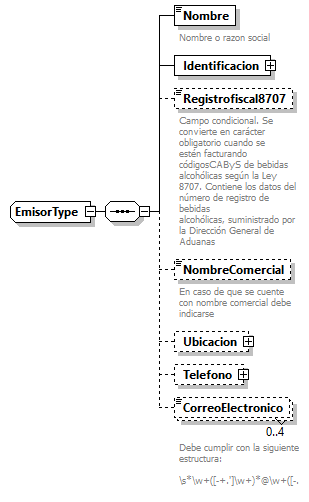 Nombre
Nombre o razon social
Identificacion
Registrofiscal8707
Campo condicional. Se
convierte en carácter
obligatorio cuando se
estén facturando
códigosCAByS de bebidas
alcohólicas según la Ley
8707. Contiene los datos del
número de registro de
bebidas
alcohólicas, suministrado por
la Dirección General de
Aduanas
EmisorType
NombreComercial
En caso de que se cuente
con nombre comercial debe
indicarse
Ubicacion
Telefono
CorreoElectronico
0..4
Debe cumplir con la siguiente
estructura:
\s*\w+([-+.']\w+)*@\w+([-.